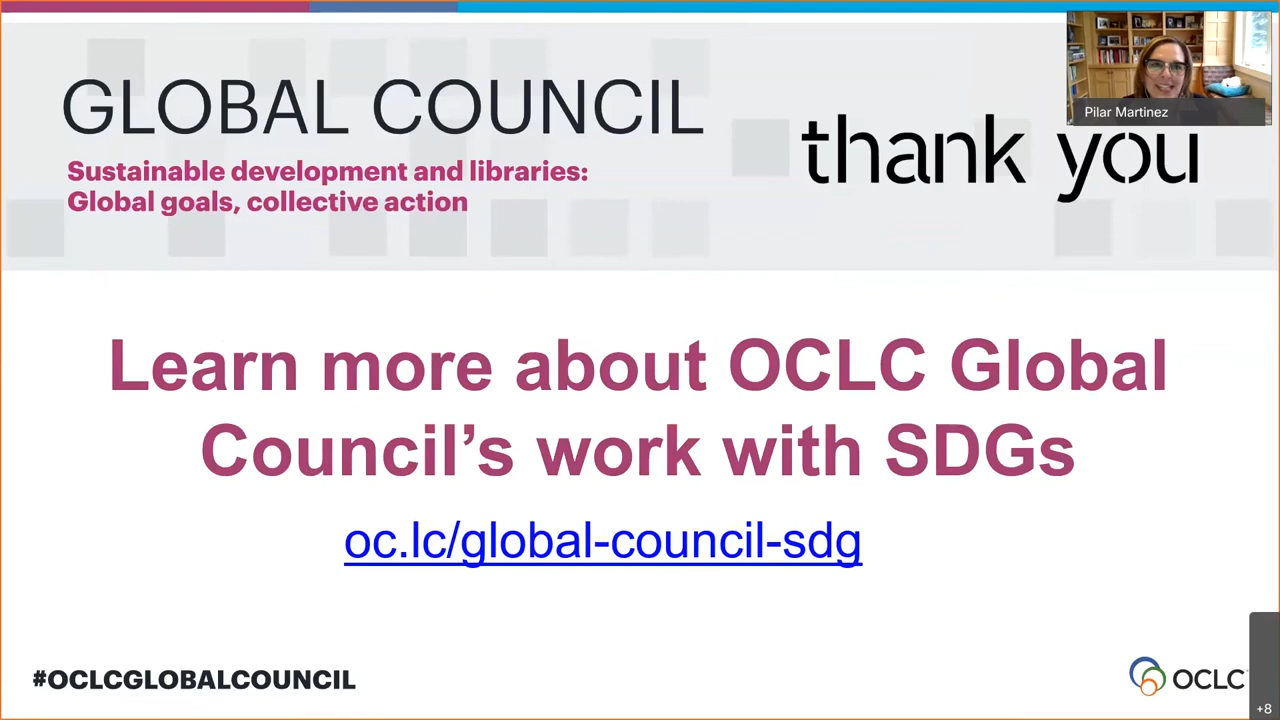 GLOBAL COUNCIL
Sustainable development and libraries:
Global goals, collective action
thank you
Pilar Martinez
Learn more about OCLC Global
Council’s work with SDGs
oc.lc/global-council-sdg
#OCLCGLOBALCOUNCIL
OCLC
+8